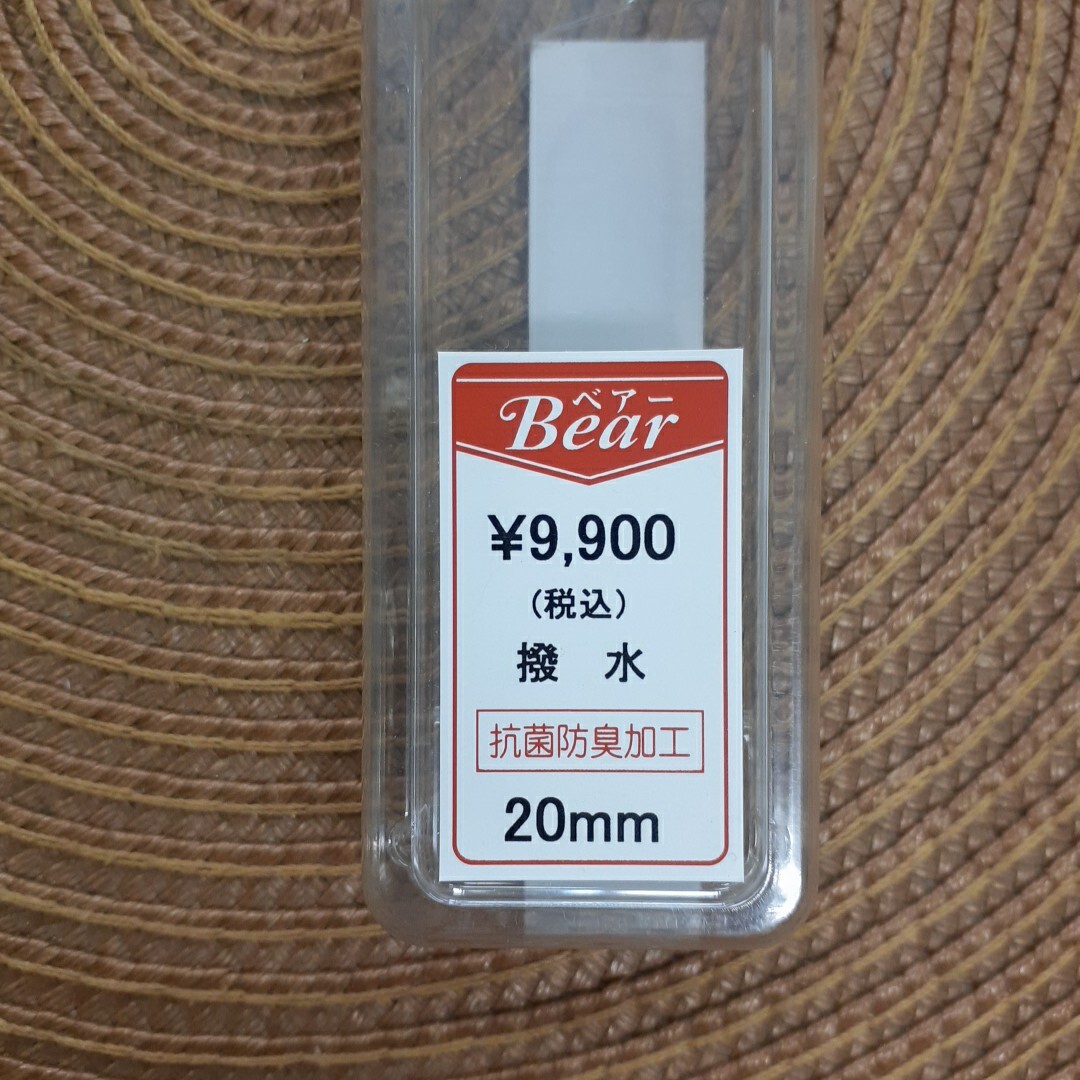 ベアー
Bear
¥9,900
(税込)
撥 水
抗菌防臭加工
20mm